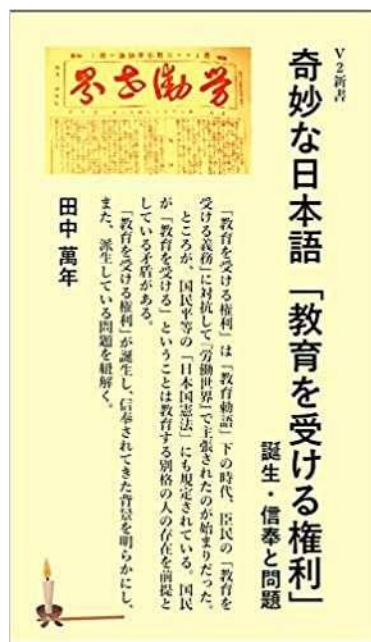 V2新書
奇妙な日本語「教育を受ける権利」
誕生・信奉と問題
「教育を受ける権利」は「教育勅語」下の時代、臣民の「教育を
受ける義務」に対抗して『労働世界』で主張されたのが始まりだった。
ところが、国民平等の「日本国憲法」にも規定されている。国民
が「教育を受ける」ということは教育する別格の人の存在を前提と
している矛盾がある。
「教育を受ける権利」が誕生し、信奉されてきた背景を明らかにし、
また、派生している問題を紐解く。
田中 萬年
界世働労